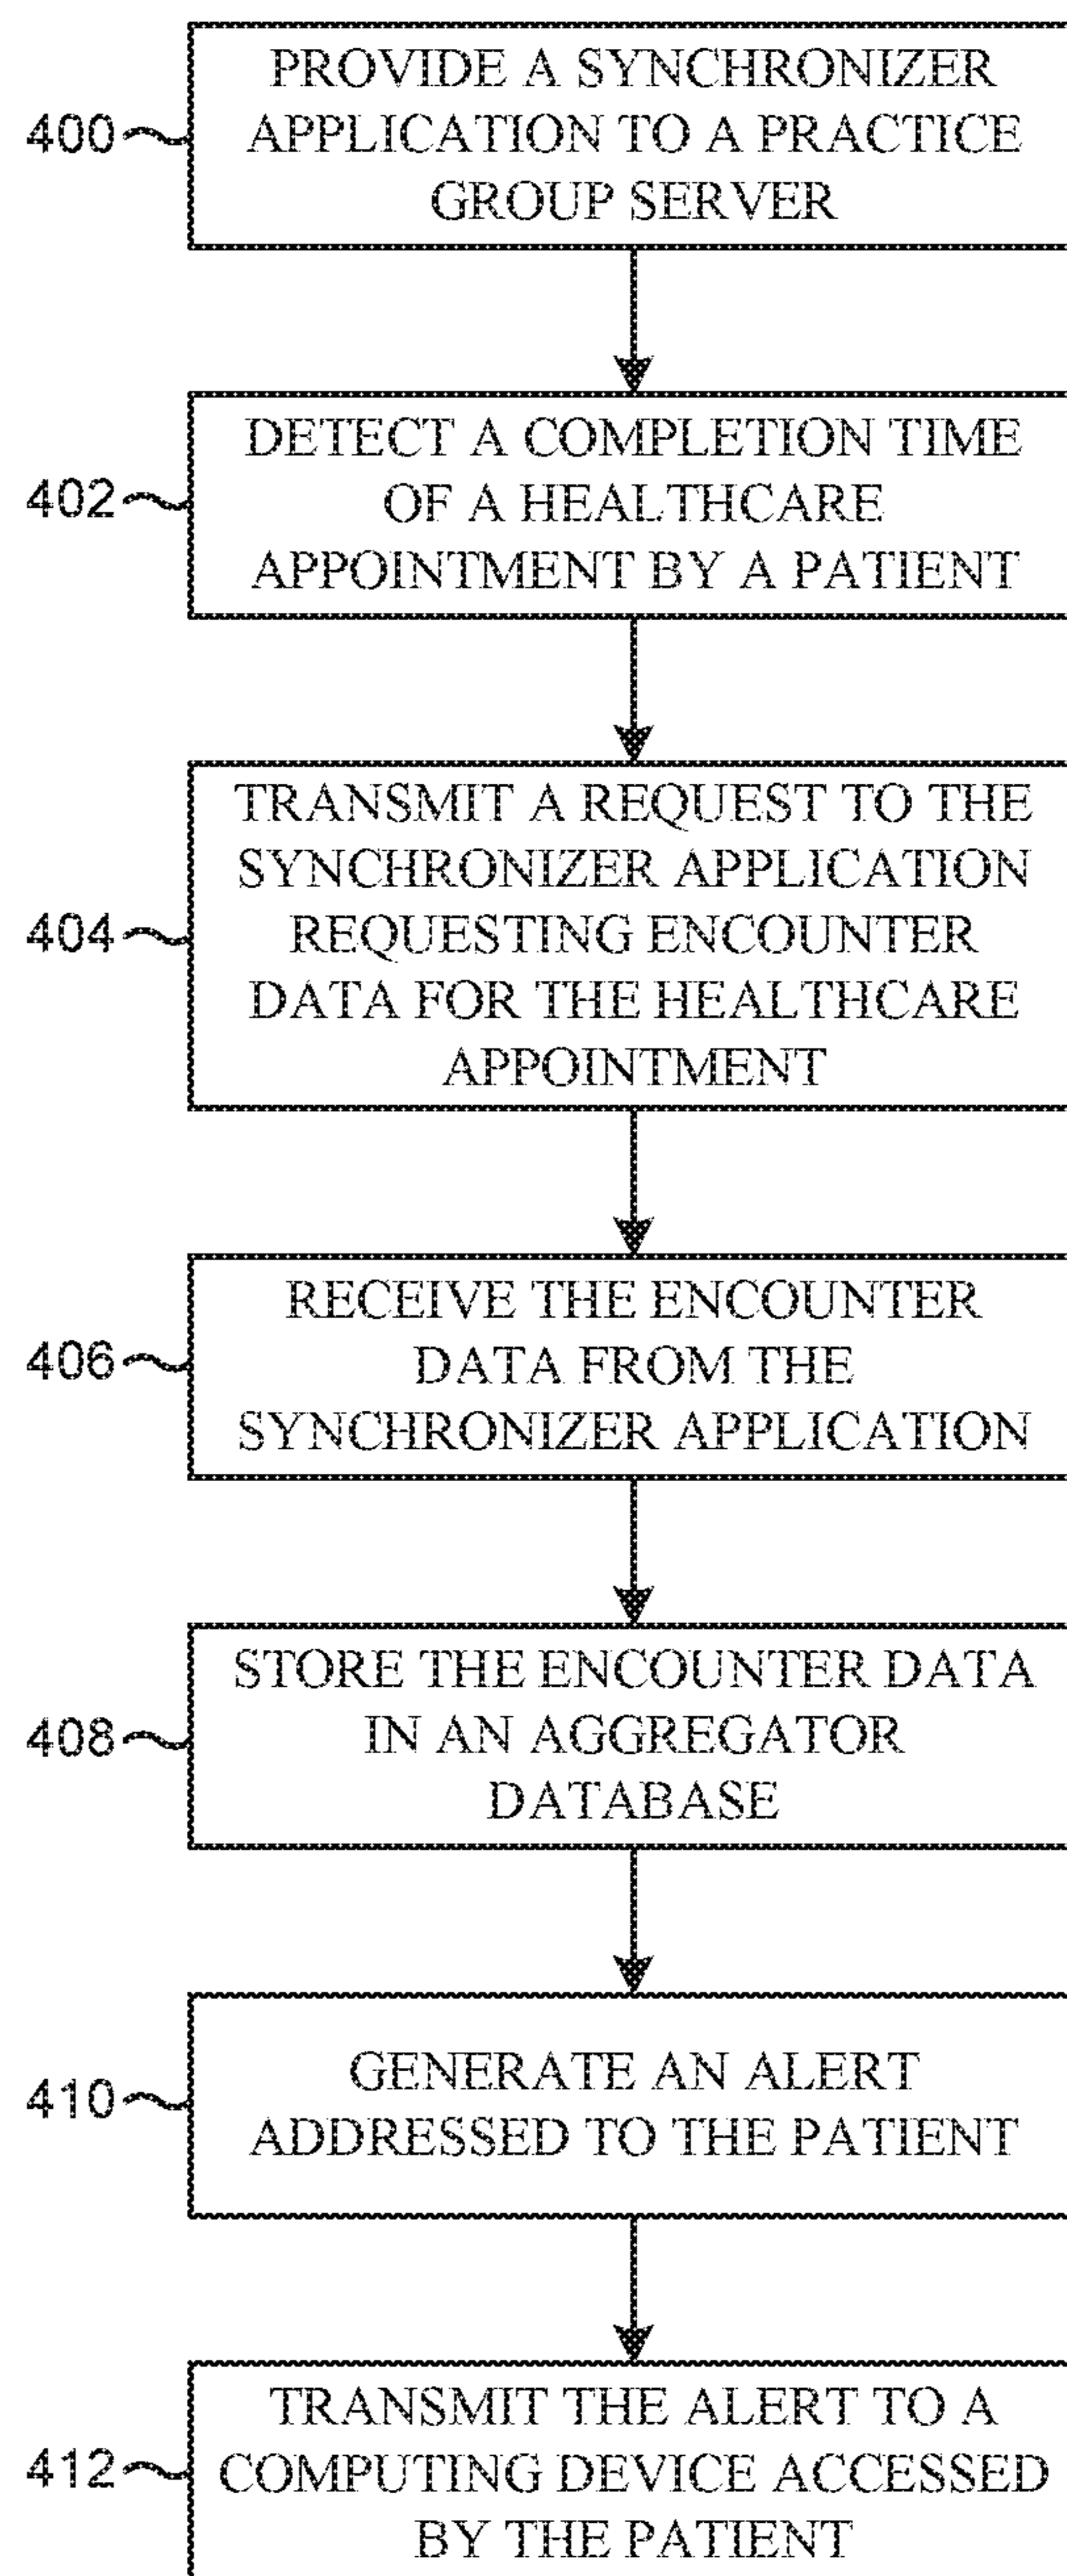 PROVIDE A SYNCHRONIZER
APPLICATION TO A PRACTICE
GROUP SERVER
400
DETECT A COMPLETION TIME
OF A HEALTHCARE
APPOINTMENT BY A PATIENT
402
TRANSMIT A REQUEST TO THE
SYNCHRONIZER APPLICATION
REQUESTING ENCOUNTER
DATA FOR THE HEALTHCARE
APPOINTMENT
404
RECEIVE THE ENCOUNTER
DATA FROM THE
SYNCHRONIZER APPLICATION
406
STORE THE ENCOUNTER DATA
IN AN AGGREGATOR
DATABASE
408
GENERATE AN ALERT
ADDRESSED TO THE PATIENT
410
TRANSMIT THE ALERT TO A
COMPUTING DEVICE ACCESSED
BY THE PATIENT
412